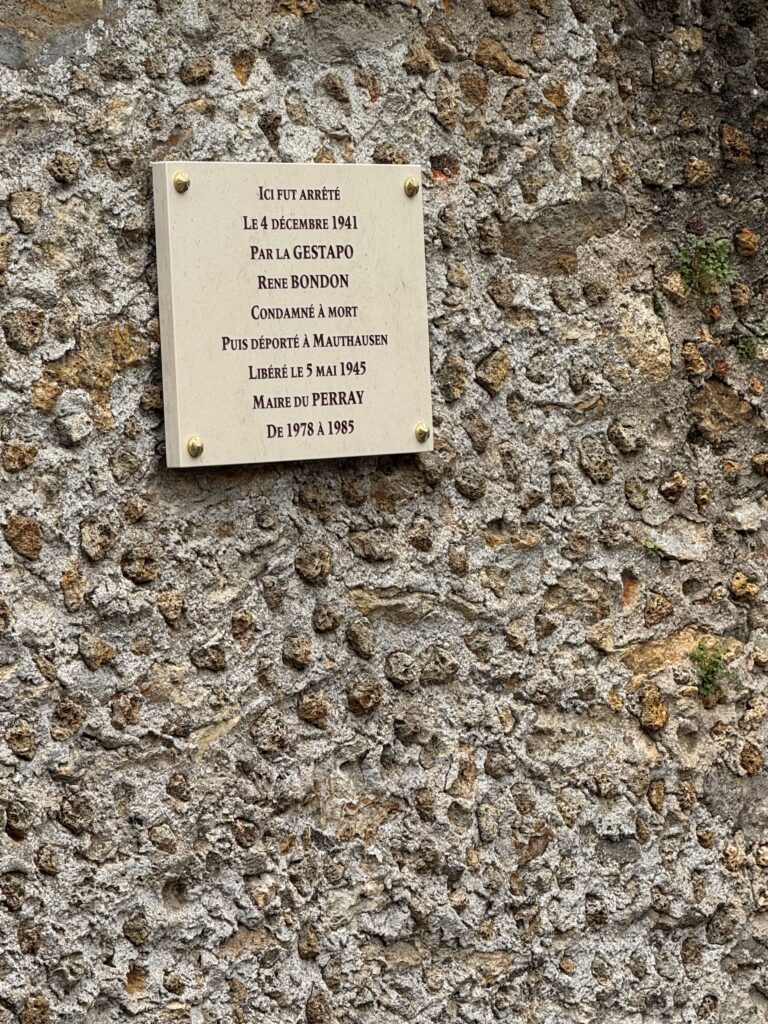 Ici fut arrêté
Le 4 décembre 1941
Par la GESTAPO
Rene BONDON
Condamné à mort
Puis déporté à Mauthausen
Libéré le 5 mai 1945
Maire du PERRAY
De 1978 à 1985